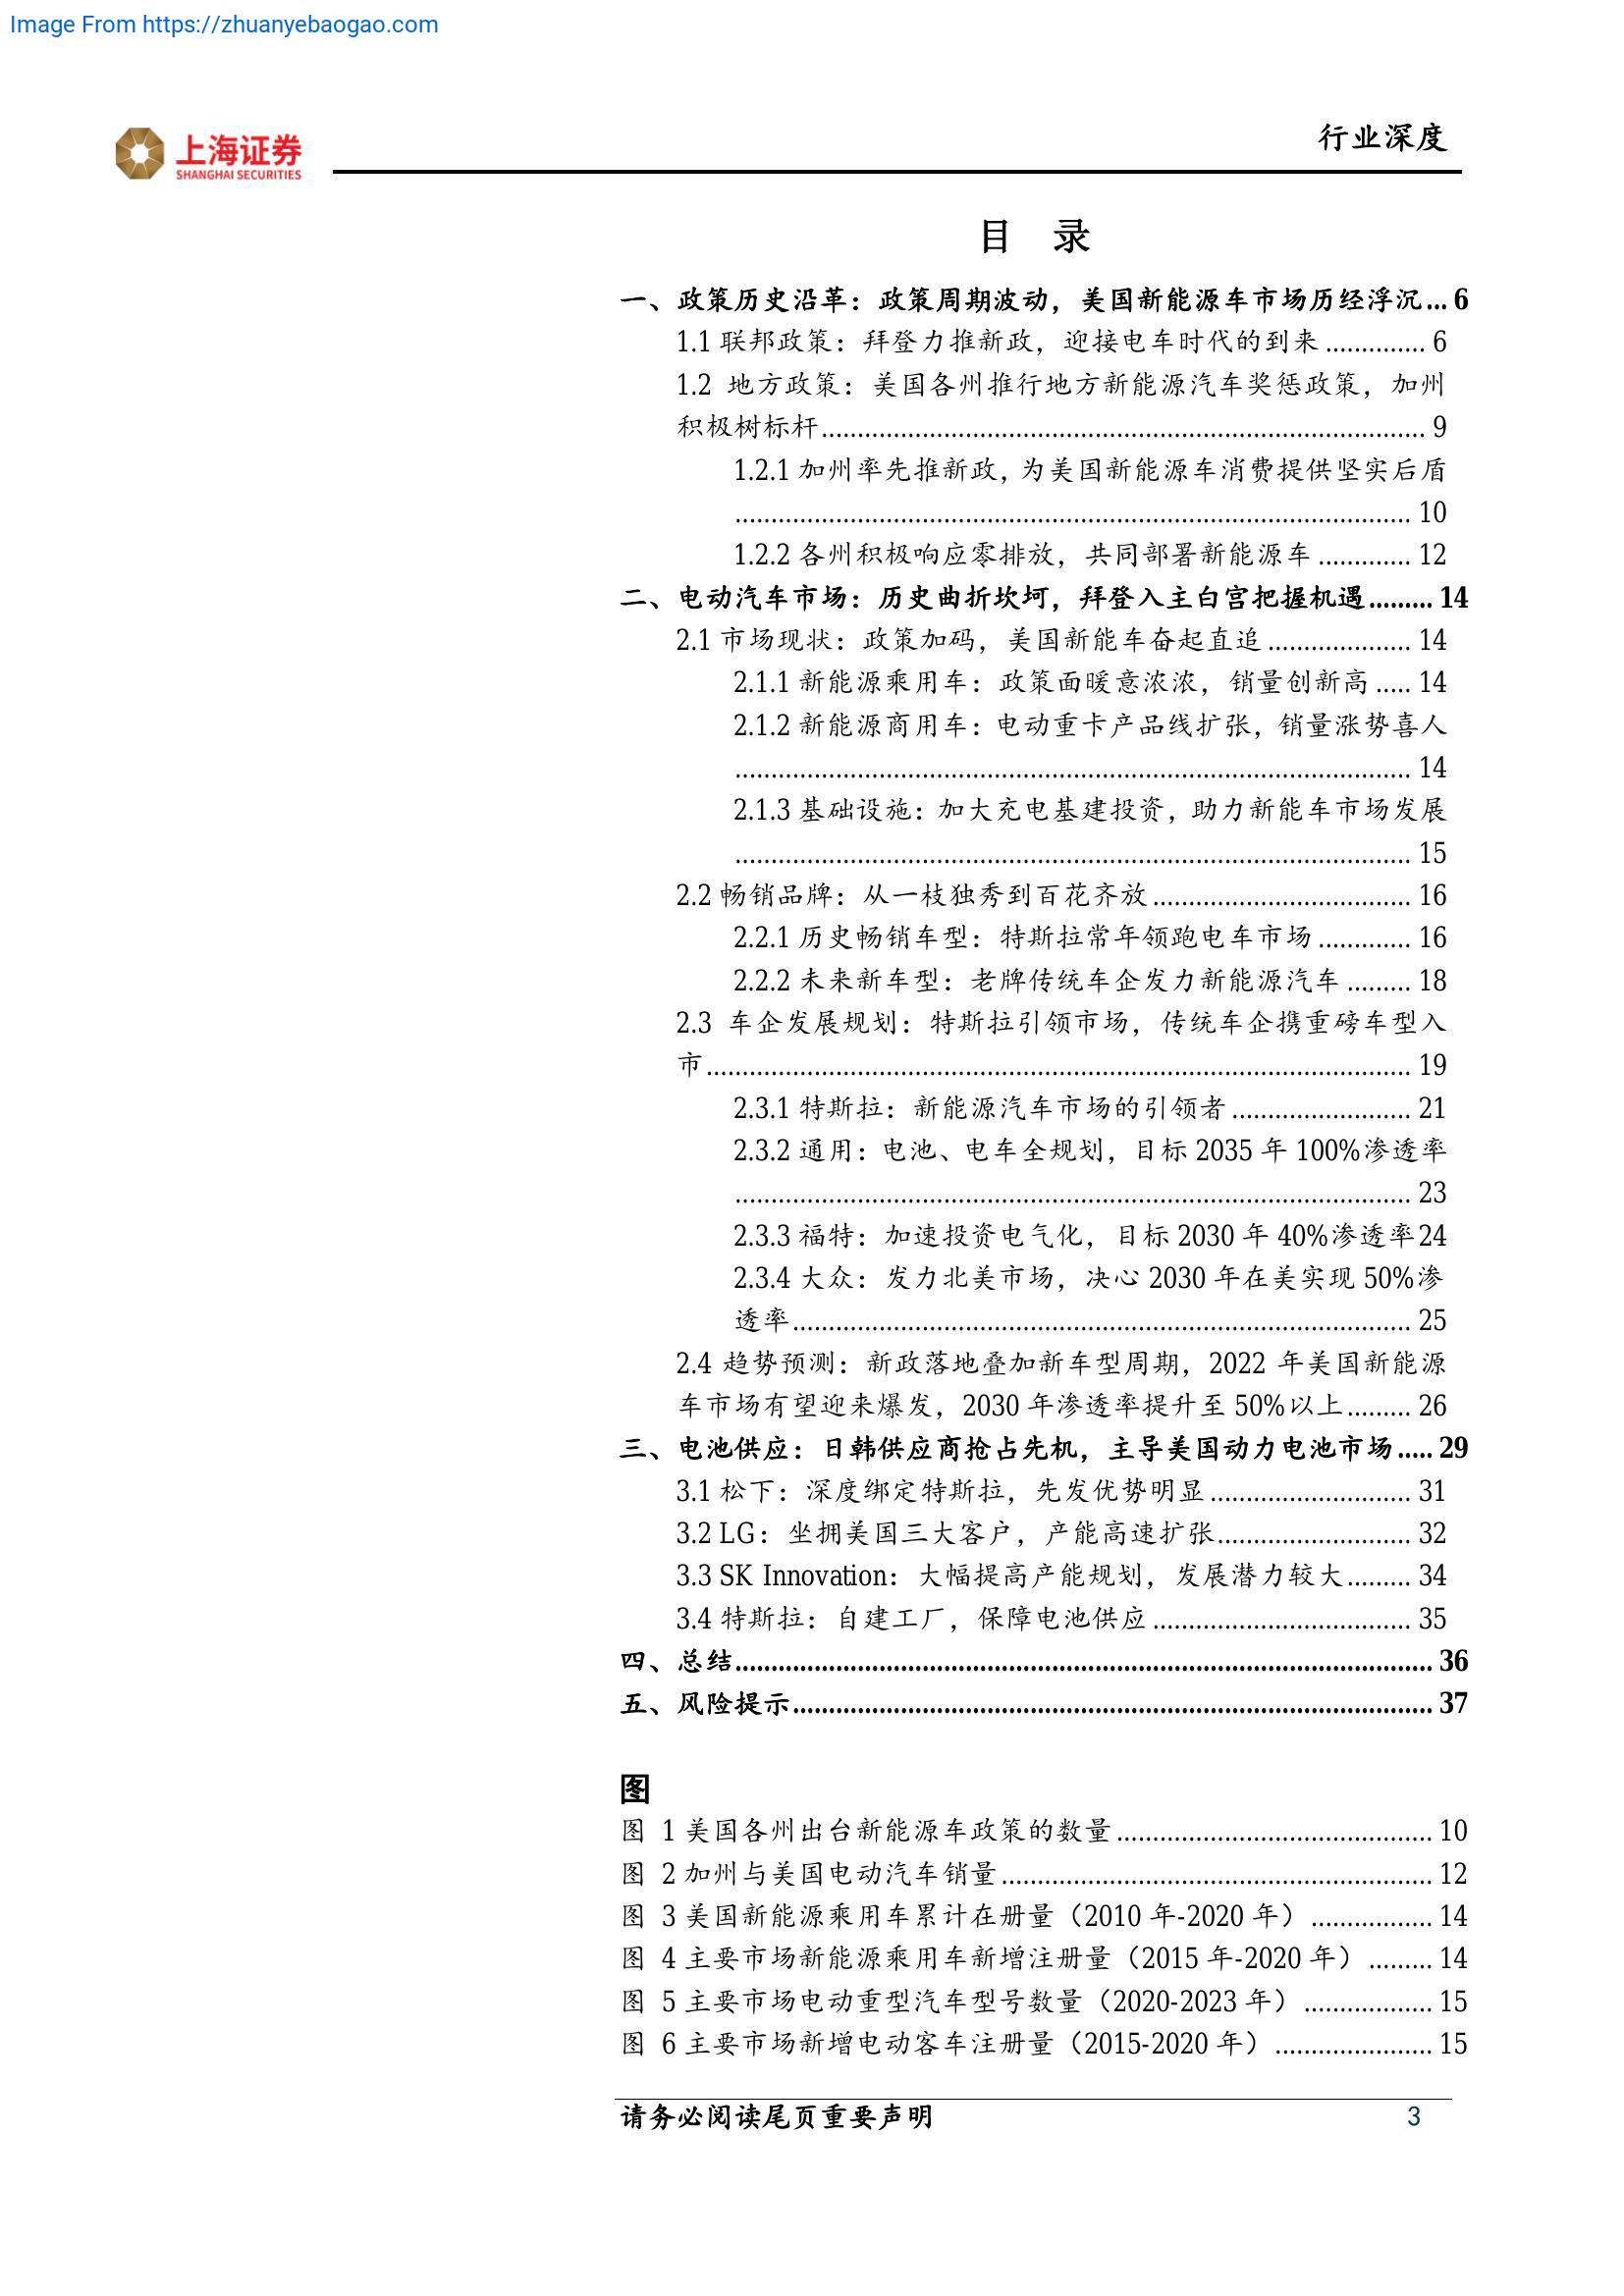 Image From https://zhuanyebaogao.com
上海证券
SHANGHAI SECURITIES
行业深度
目 录
一、政策历史沿革：政策周期波动，美国新能源车市场历经浮沉... 6
1.1 联邦政策：拜登力推新政，迎接电车时代的到来.............. 6
1.2 地方政策：美国各州推行地方新能源汽车奖惩政策，加州
积极树标杆.................................................................................... 9
1.2.1 加州率先推新政，为美国新能源车消费提供坚实后盾
.............................................................................................. 10
1.2.2 各州积极响应零排放，共同部署新能源车............. 12
二、电动汽车市场：历史曲折坎坷，拜登入主白宫把握机遇......... 14
2.1 市场现状：政策加码，美国新能车奋起直追.................... 14
2.1.1 新能源乘用车：政策面暖意浓浓，销量创新高..... 14
2.1.2 新能源商用车：电动重卡产品线扩张，销量涨势喜人
.............................................................................................. 14
2.1.3 基础设施：加大充电基建投资，助力新能车市场发展
.............................................................................................. 15
2.2 畅销品牌：从一枝独秀到百花齐放.................................... 16
2.2.1 历史畅销车型：特斯拉常年领跑电车市场............. 16
2.2.2 未来新车型：老牌传统车企发力新能源汽车......... 18
2.3 车企发展规划：特斯拉引领市场，传统车企携重磅车型入
市.................................................................................................. 19
2.3.1 特斯拉：新能源汽车市场的引领者......................... 21
2.3.2 通用：电池、电车全规划，目标 2035 年 100%渗透率
.............................................................................................. 23
2.3.3 福特：加速投资电气化，目标 2030 年 40%渗透率24
2.3.4 大众：发力北美市场，决心 2030 年在美实现 50%渗
透率...................................................................................... 25
2.4 趋势预测：新政落地叠加新车型周期，2022 年美国新能源
车市场有望迎来爆发，2030 年渗透率提升至 50%以上......... 26
三、电池供应：日韩供应商抢占先机，主导美国动力电池市场..... 29
3.1 松下：深度绑定特斯拉，先发优势明显............................ 31
3.2 LG：坐拥美国三大客户，产能高速扩张........................... 32
3.3 SK Innovation：大幅提高产能规划，发展潜力较大......... 34
3.4 特斯拉：自建工厂，保障电池供应.................................... 35
四、总结................................................................................................. 36
五、风险提示......................................................................................... 37
图
图 1 美国各州出台新能源车政策的数量............................................ 10
图 2 加州与美国电动汽车销量............................................................ 12
图 3 美国新能源乘用车累计在册量（2010 年-2020 年）................. 14
图 4 主要市场新能源乘用车新增注册量（2015 年-2020 年）......... 14
图 5 主要市场电动重型汽车型号数量（2020-2023 年）.................. 15
图 6 主要市场新增电动客车注册量（2015-2020 年）...................... 15
请务必阅读尾页重要声明 3